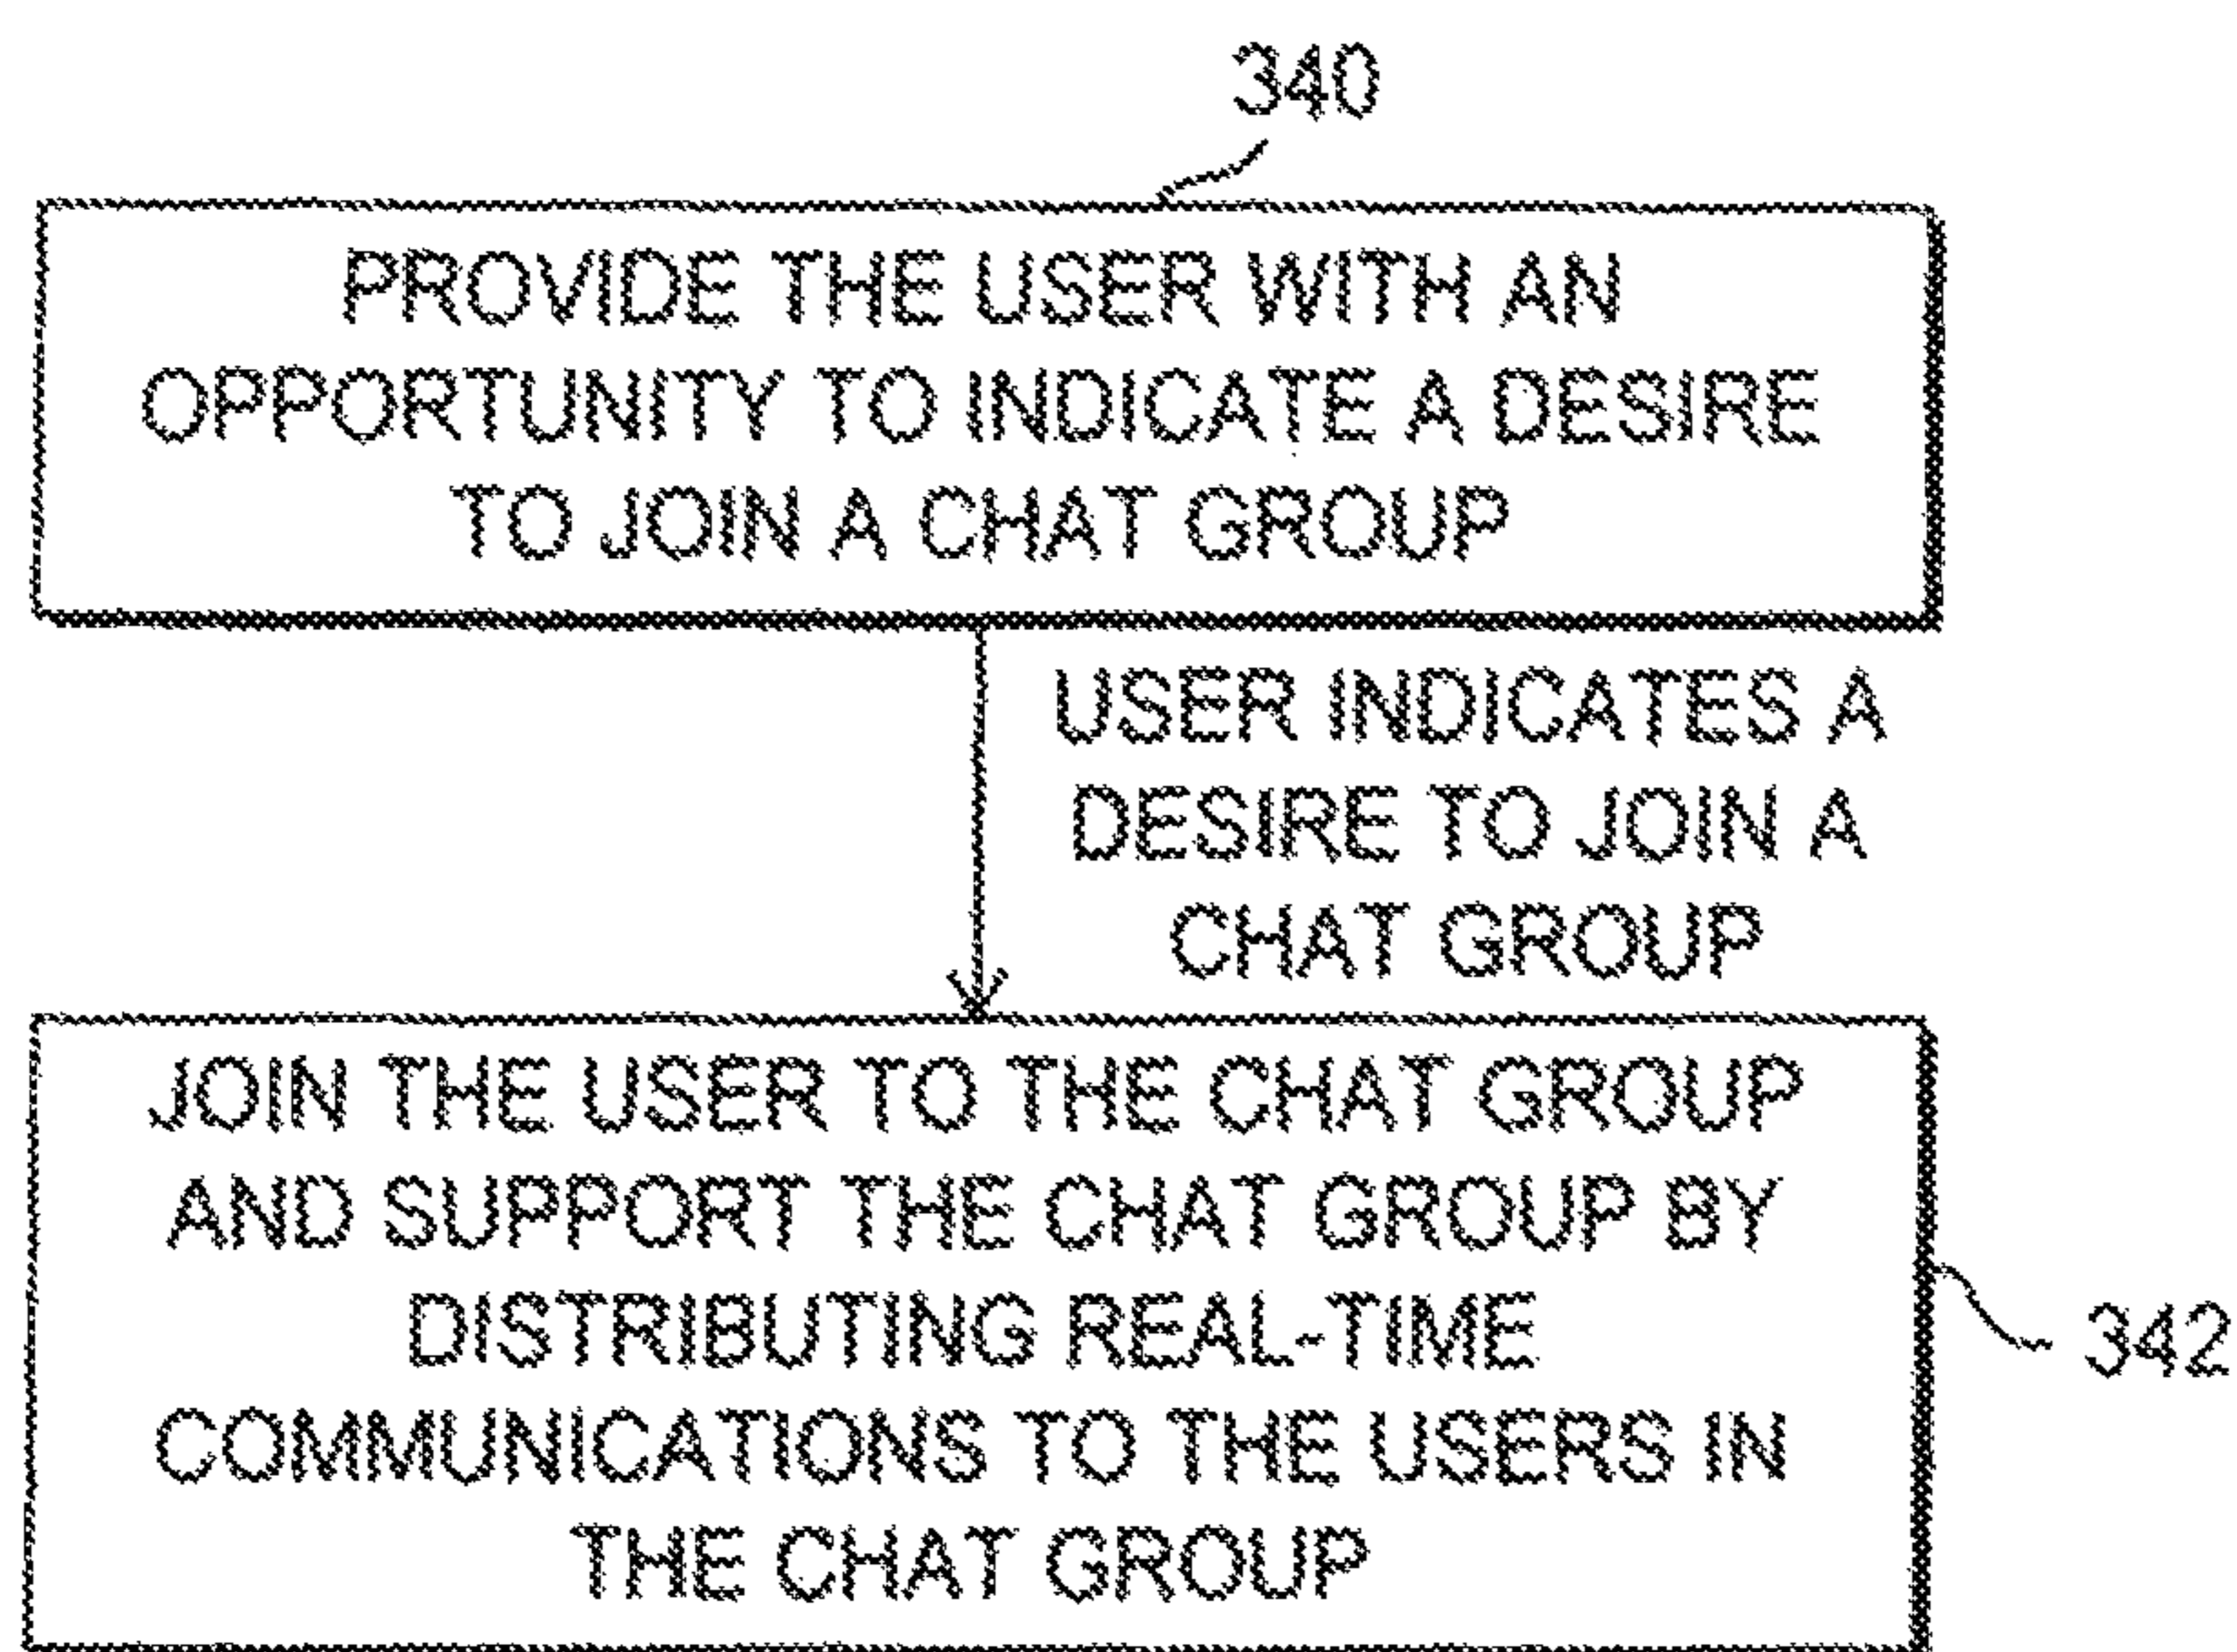 340
PROVIDE THE USER WITH AN
OPPORTUNITY TO INDICATE A DESIRE
TO JOIN A CHAT GROUP
USER INDICATES A
DESIRE TO JOIN A
CHAT GROUP
JOIN THE USER TO THE CHAT GROUP
AND SUPPORT THE CHAT GROUP BY
DISTRIBUTING REAL-TIME
COMMUNICATIONS TO THE USERS IN
THE CHAT GROUP
342